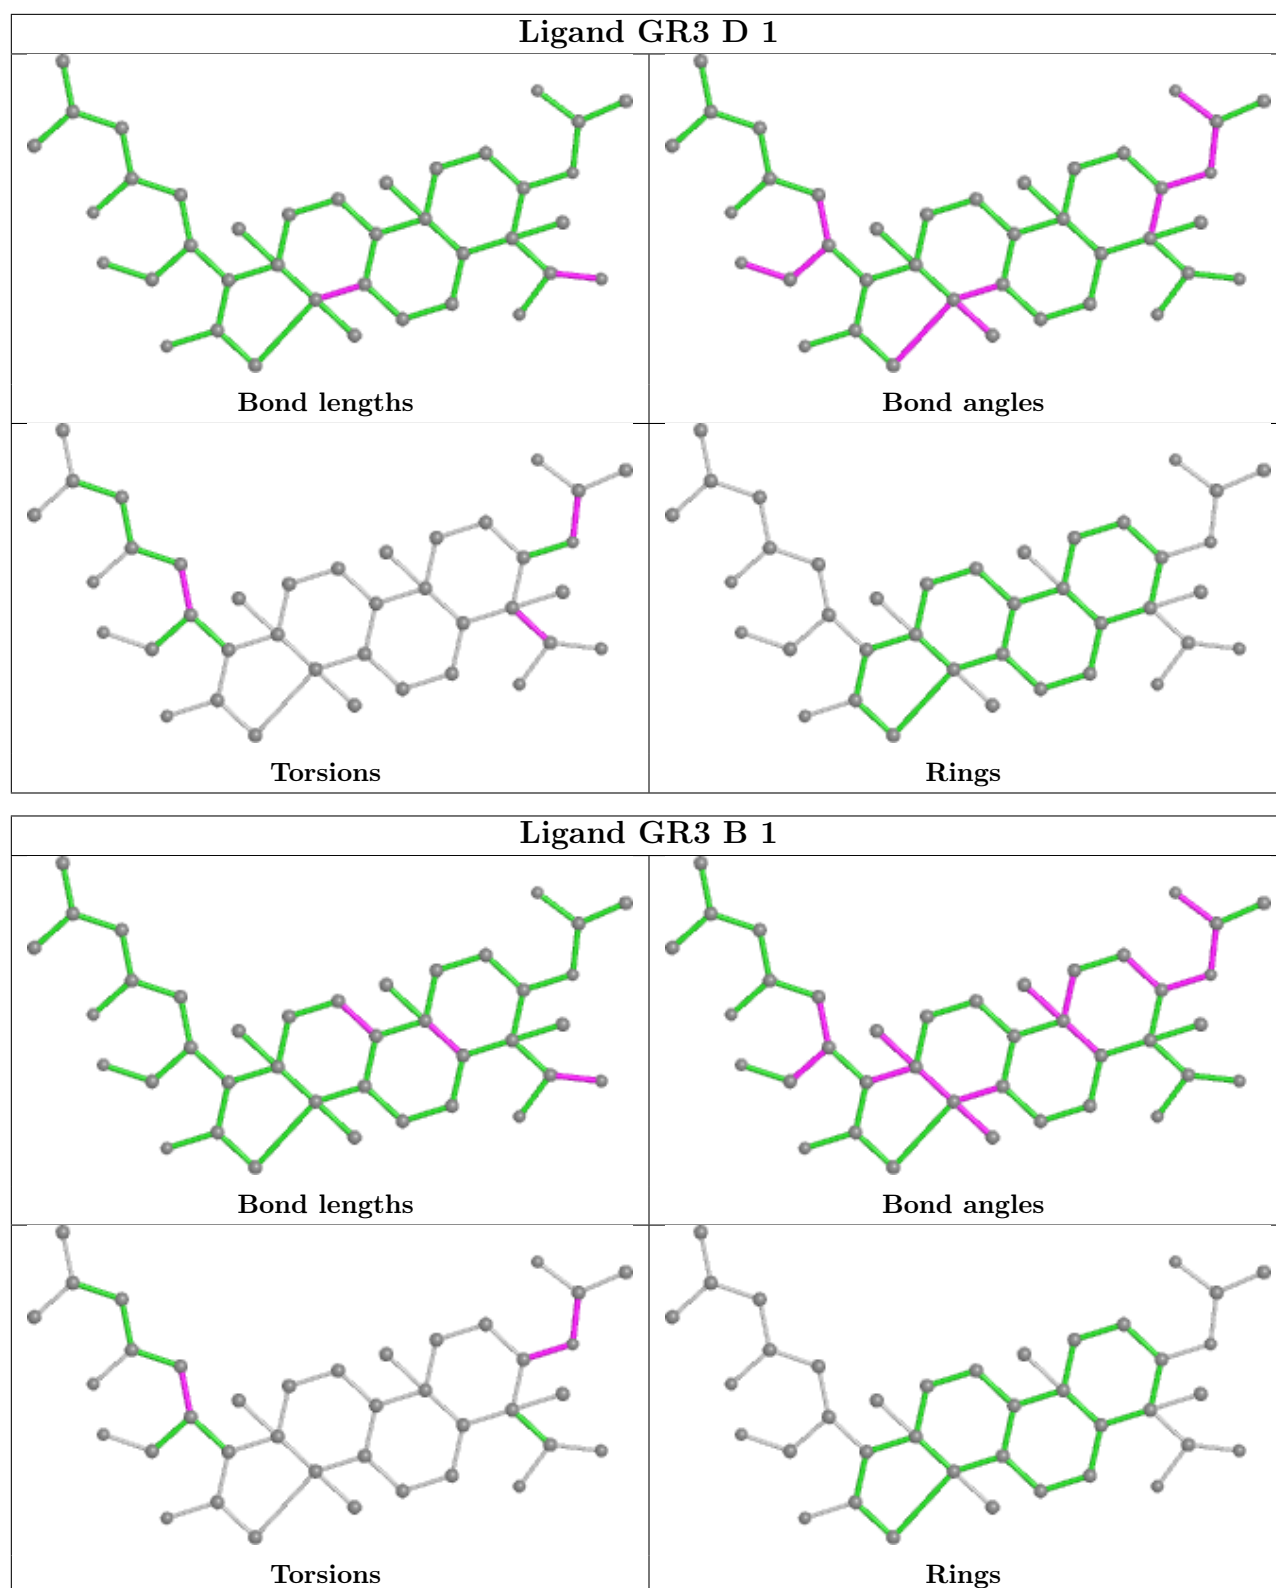 Ligand GR3 D 1
Bond lengths
Bond angles
Torsions
Rings
Ligand GR3 B 1
Bond lengths
Bond angles
Torsions
Rings